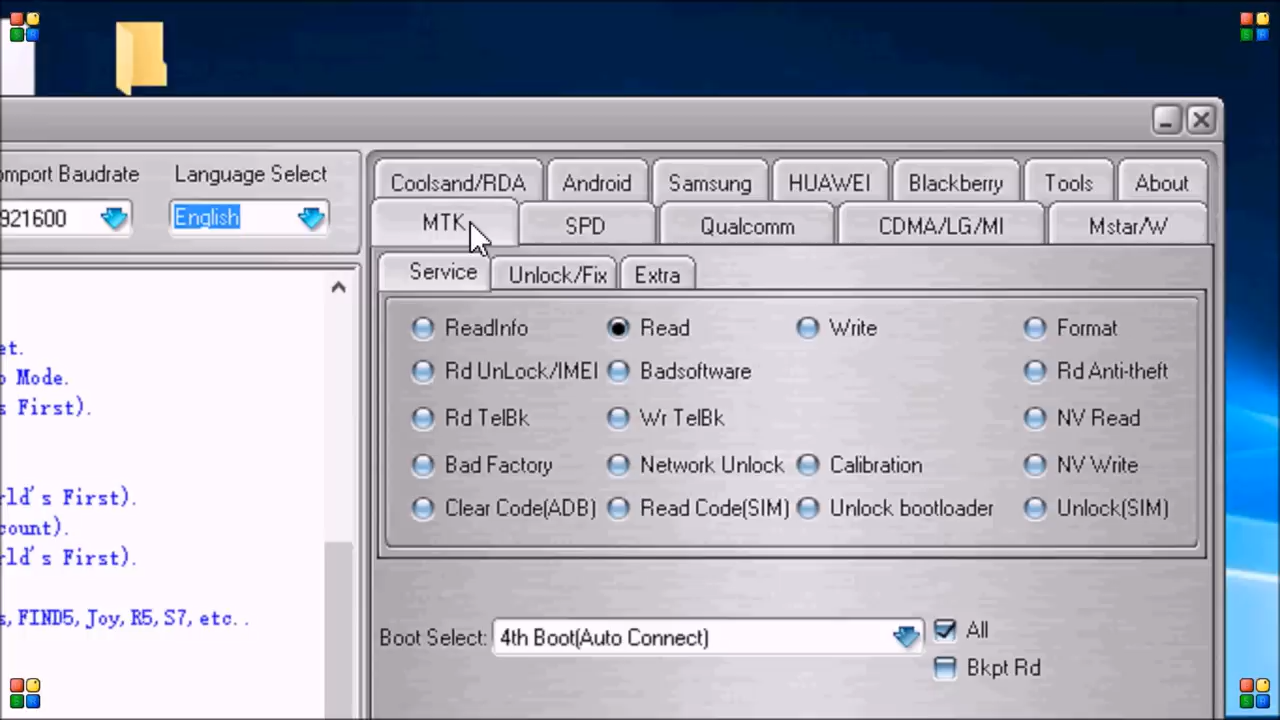 omport Baudrate
Language Select
921600
English
et.
o Mode.
s First).
rld's First).
count).
rld's First).
s,FIND5,Joy,R5,S7,etc..
Coolsand/RDA
Android
Samsung
HUAWEI
Blackberry
Tools
About
MTK
SPD
Qualcomm
CDMA/LG/MI
Mstar/W
Service
Unlock/Fix
Extra
ReadInfo
Read
Write
Format
Rd UnLock/IMEI
Badsoftware
Rd Anti-theft
Rd TelBk
Wr TelBk
NV Read
Bad Factory
Network Unlock
Calibration
NV Write
Clear Code(ADB)
Read Code(SIM)
Unlock bootloader
Unlock(SIM)
Boot Select:
4th Boot(Auto Connect)
All
Bkpt Rd